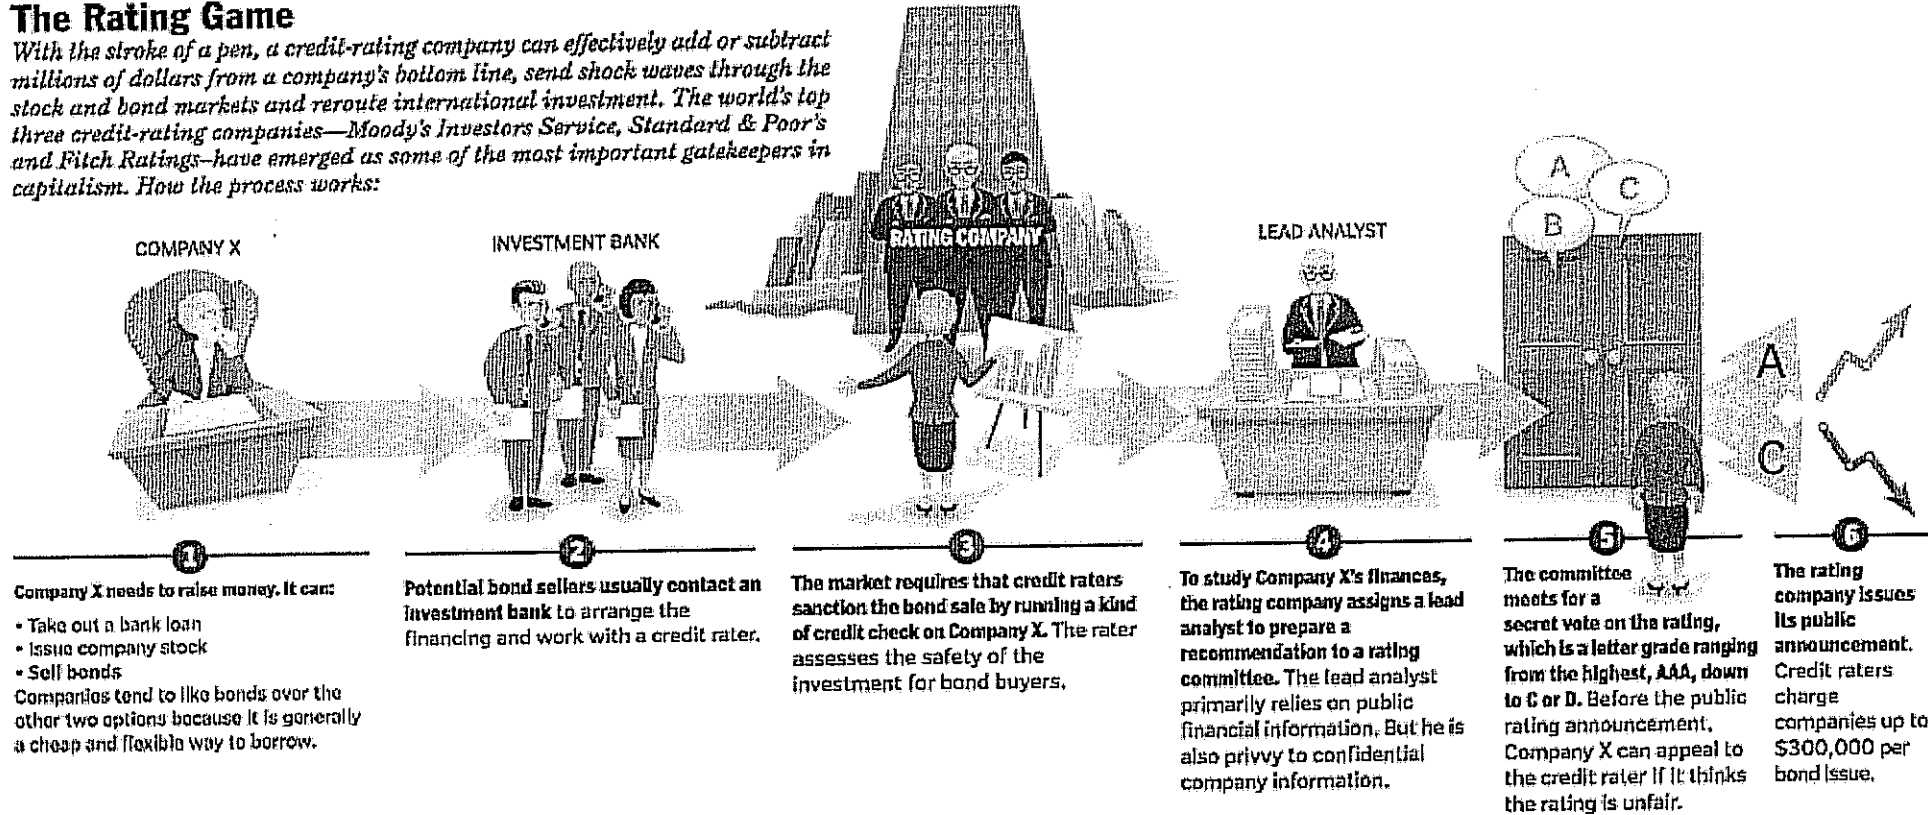 The Rating Game
With the stroke of a pen, a credit-rating company can effectively add or subtract
millions of dollars from a company's bottom line, send shock waves through the
stock and bond markets and reroute international investment. The world's top
three credit-rating companies—Moody's Investors Service, Standard & Poor's
and Fitch Ratings–have emerged as some of the most important gatekeepers in
capitalism. How the process works:
COMPANY X
INVESTMENT BANK
RATING COMPANY
LEAD ANALYST
A
C
B
A
C
1
Company X needs to raise money. It can:
• Take out a bank loan
• Issue company stock
• Sell bonds
Companies tend to like bonds over the
other two options because it is generally
a cheap and flexible way to borrow.
2
Potential bond sellers usually contact an
investment bank to arrange the
financing and work with a credit rater.
3
The market requires that credit raters
sanction the bond sale by running a kind
of credit check on Company X. The rater
assesses the safety of the
investment for bond buyers.
4
To study Company X's finances,
the rating company assigns a lead
analyst to prepare a
recommendation to a rating
committee. The lead analyst
primarily relies on public
financial information. But he is
also privvy to confidential
company information.
5
The committee
meets for a
secret vote on the rating,
which is a letter grade ranging
from the highest, AAA, down
to C or D. Before the public
rating announcement,
Company X can appeal to
the credit rater if it thinks
the rating is unfair.
6
The rating
company issues
its public
announcement.
Credit raters
charge
companies up to
$300,000 per
bond issue.